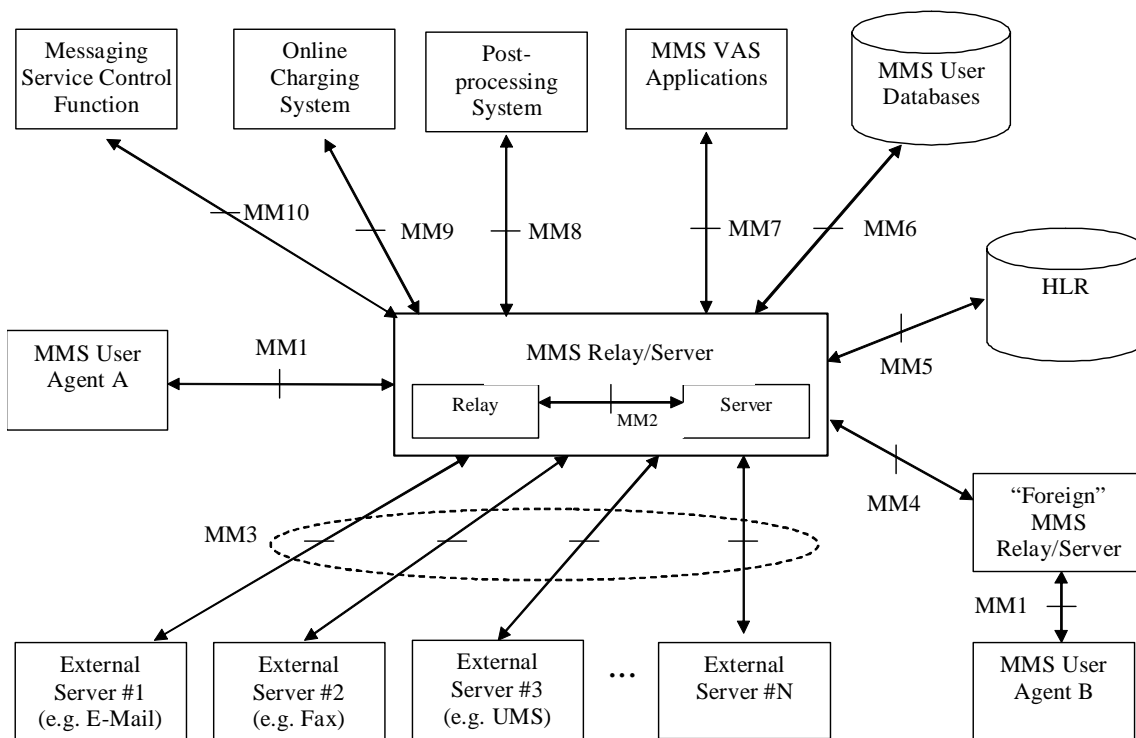 Messaging
Service Control
Function
Online
Charging
System
Post-
processing
System
MMS VAS
Applications
MMS User
Databases
MM10
MM9
MM8
MM7
MM6
HLR
MMS User
Agent A
MM1
MMS Relay/Server
Relay
MM2
Server
MM5
MM4
MM3
“Foreign”
MMS
Relay/Server
MM1
External
Server #1
(e.g. E-Mail)
External
Server #2
(e.g. Fax)
External
Server #3
(e.g. UMS)
...
External
Server #N
MMS User
Agent B